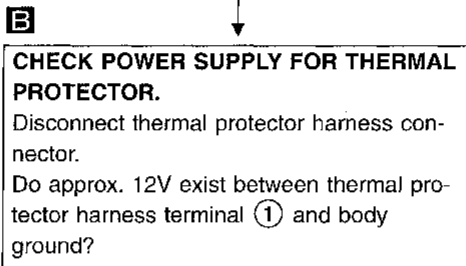 B
CHECK POWER SUPPLY FOR THERMAL
PROTECTOR.
Disconnect thermal protector harness con-
nector.
Do approx. 12V exist between thermal pro-
tector harness terminal ① and body
ground?